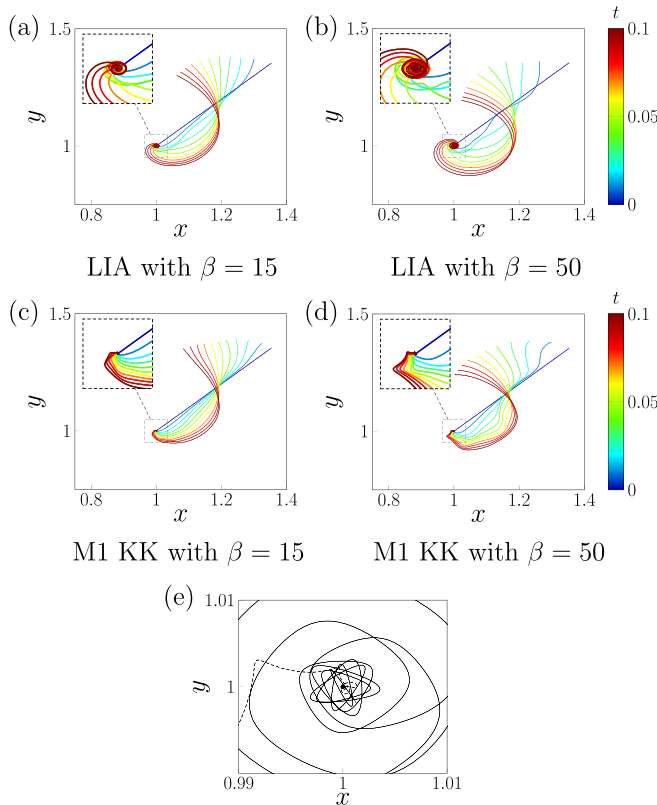 (a)
(b)
t
1.5
y
1
0.8
1
1.2
1.4
x
1.5
y
1
0.8
1
1.2
1.4
x
0.1
0.05
0
LIA with β = 15
LIA with β = 50
(c)
(d)
t
1.5
y
1
0.8
1
1.2
1.4
x
1.5
y
1
0.8
1
1.2
1.4
x
0.1
0.05
0
M1 KK with β = 15
M1 KK with β = 50
(e)
1.01
y
1
0.99
0.99
1
1.01
x